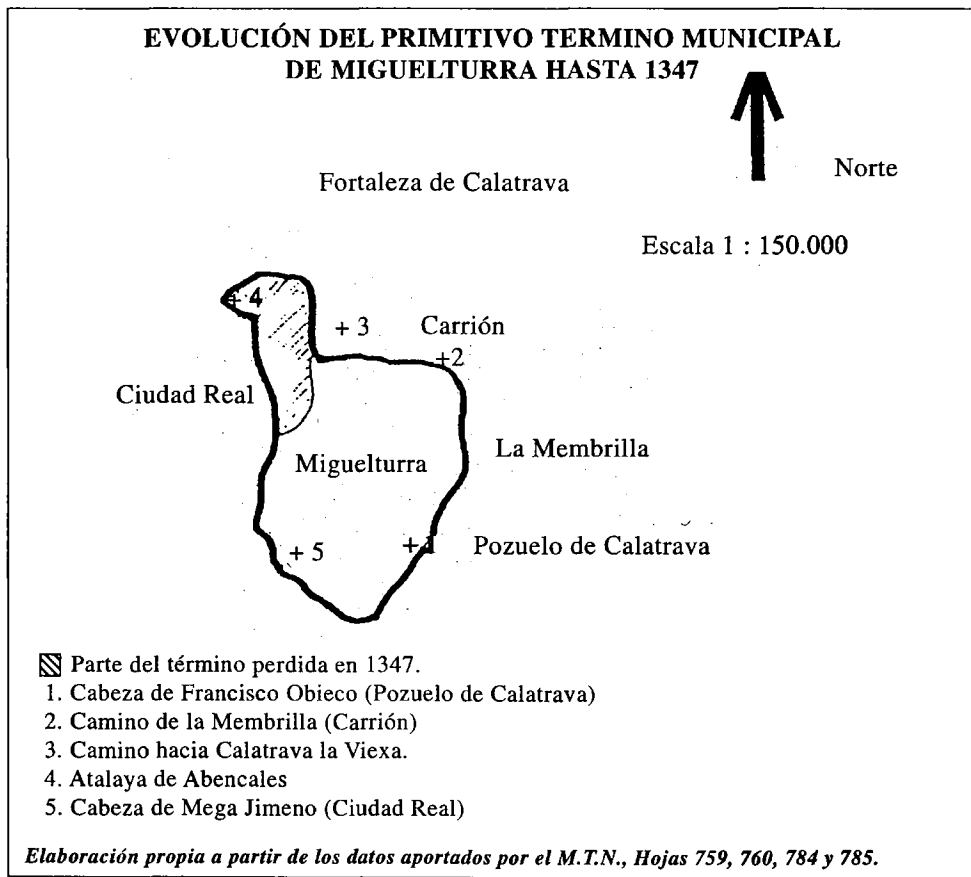 EVOLUCIÓN DEL PRIMITIVO TERMINO MUNICIPAL
DE MIGUELTURRA HASTA 1347
Norte
Fortaleza de Calatrava
Escala 1 : 150.000
+ 4
+ 3
Carrión
+2
Ciudad Real
La Membrilla
Miguelturra
+ 5
+ 1
Pozuelo de Calatrava
Parte del término perdida en 1347.
1. Cabeza de Francisco Obieco (Pozuelo de Calatrava)
2. Camino de la Membrilla (Carrión)
3. Camino hacia Calatrava la Viexa.
4. Atalaya de Abencales
5. Cabeza de Mega Jimeno (Ciudad Real)
Elaboración propia a partir de los datos aportados por el M.T.N., Hojas 759, 760, 784 y 785.